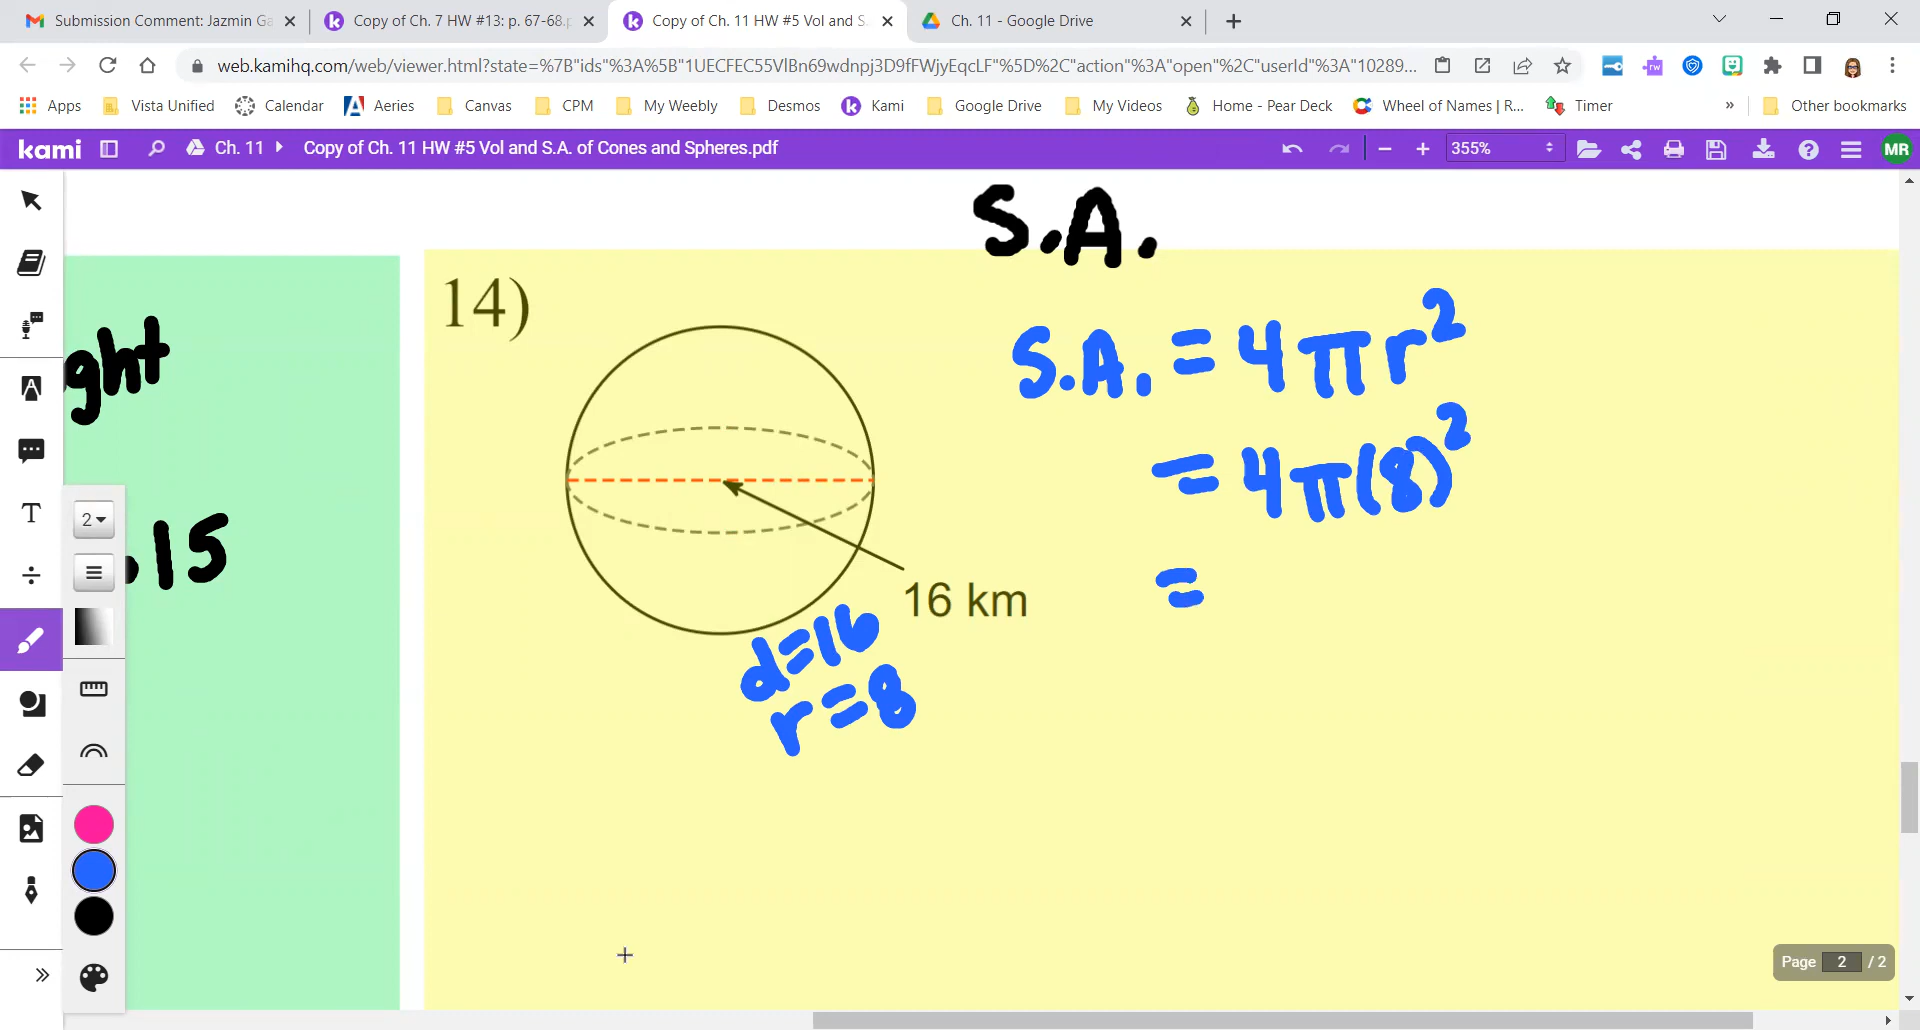 Submission Comment: Jazmin Ga
Copy of Ch. 7 HW #13: p. 67-68.p
Copy of Ch. 11 HW #5 Vol and S.
Ch. 11 - Google Drive
web.kamihq.com/web/viewer.html?state=%7B"ids"%3A%5B"1UECFEC55VlBn69wdnpj3D9fFWjyEqcLF"%5D%2C"action"%3A"open"%2C"userId"%3A"10289...
Apps Vista Unified Calendar Aeries Canvas CPM My Weebly Desmos Kami Google Drive My Videos Home - Pear Deck Wheel of Names | R... Timer » Other bookmarks
kami Ch. 11 Copy of Ch. 11 HW #5 Vol and S.A. of Cones and Spheres.pdf 355% MR
S.A.
14)
ght
S.A. = 4πr²
= 4π(8)²
.15
=
16 km
d=16
r=8
2
Page 2 / 2